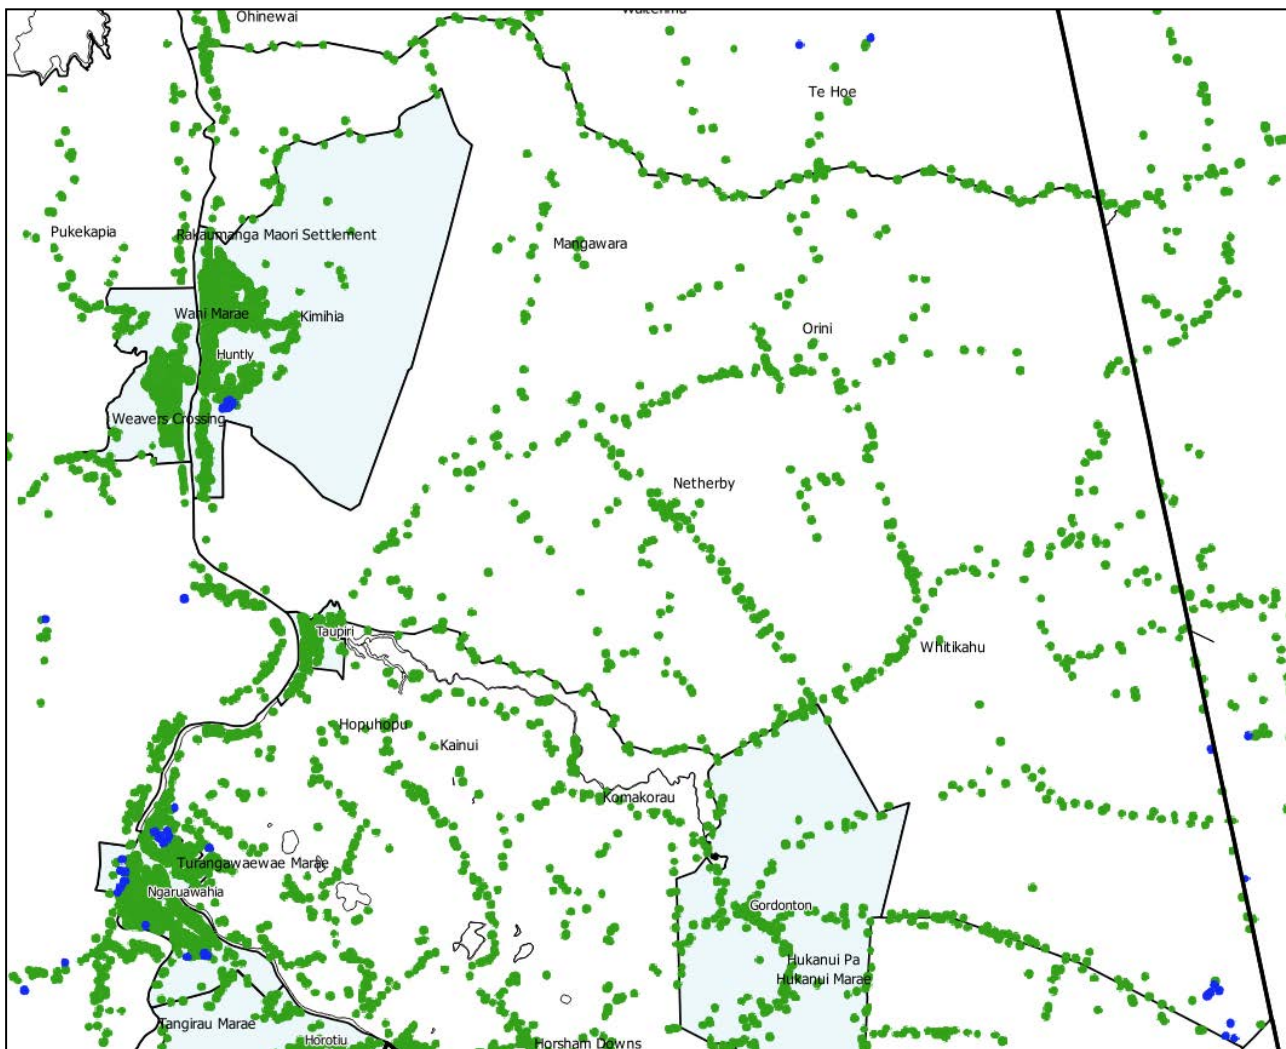 Ohinewai
Te Hoe
Pukekapia
Rakaumanga Maori Settlement
Mangawara
Wahi Marae
Kimihia
Orini
Huntly
Weavers Crossing
Netherby
Taupiri
Whitikahu
Hopuhopu
Kainui
Komakorau
Turangawaewae Marae
Ngaruawahia
Gordonton
Hukanui Pa
Hukanui Marae
Tangirau Marae
Horotiu
Horsham Downs